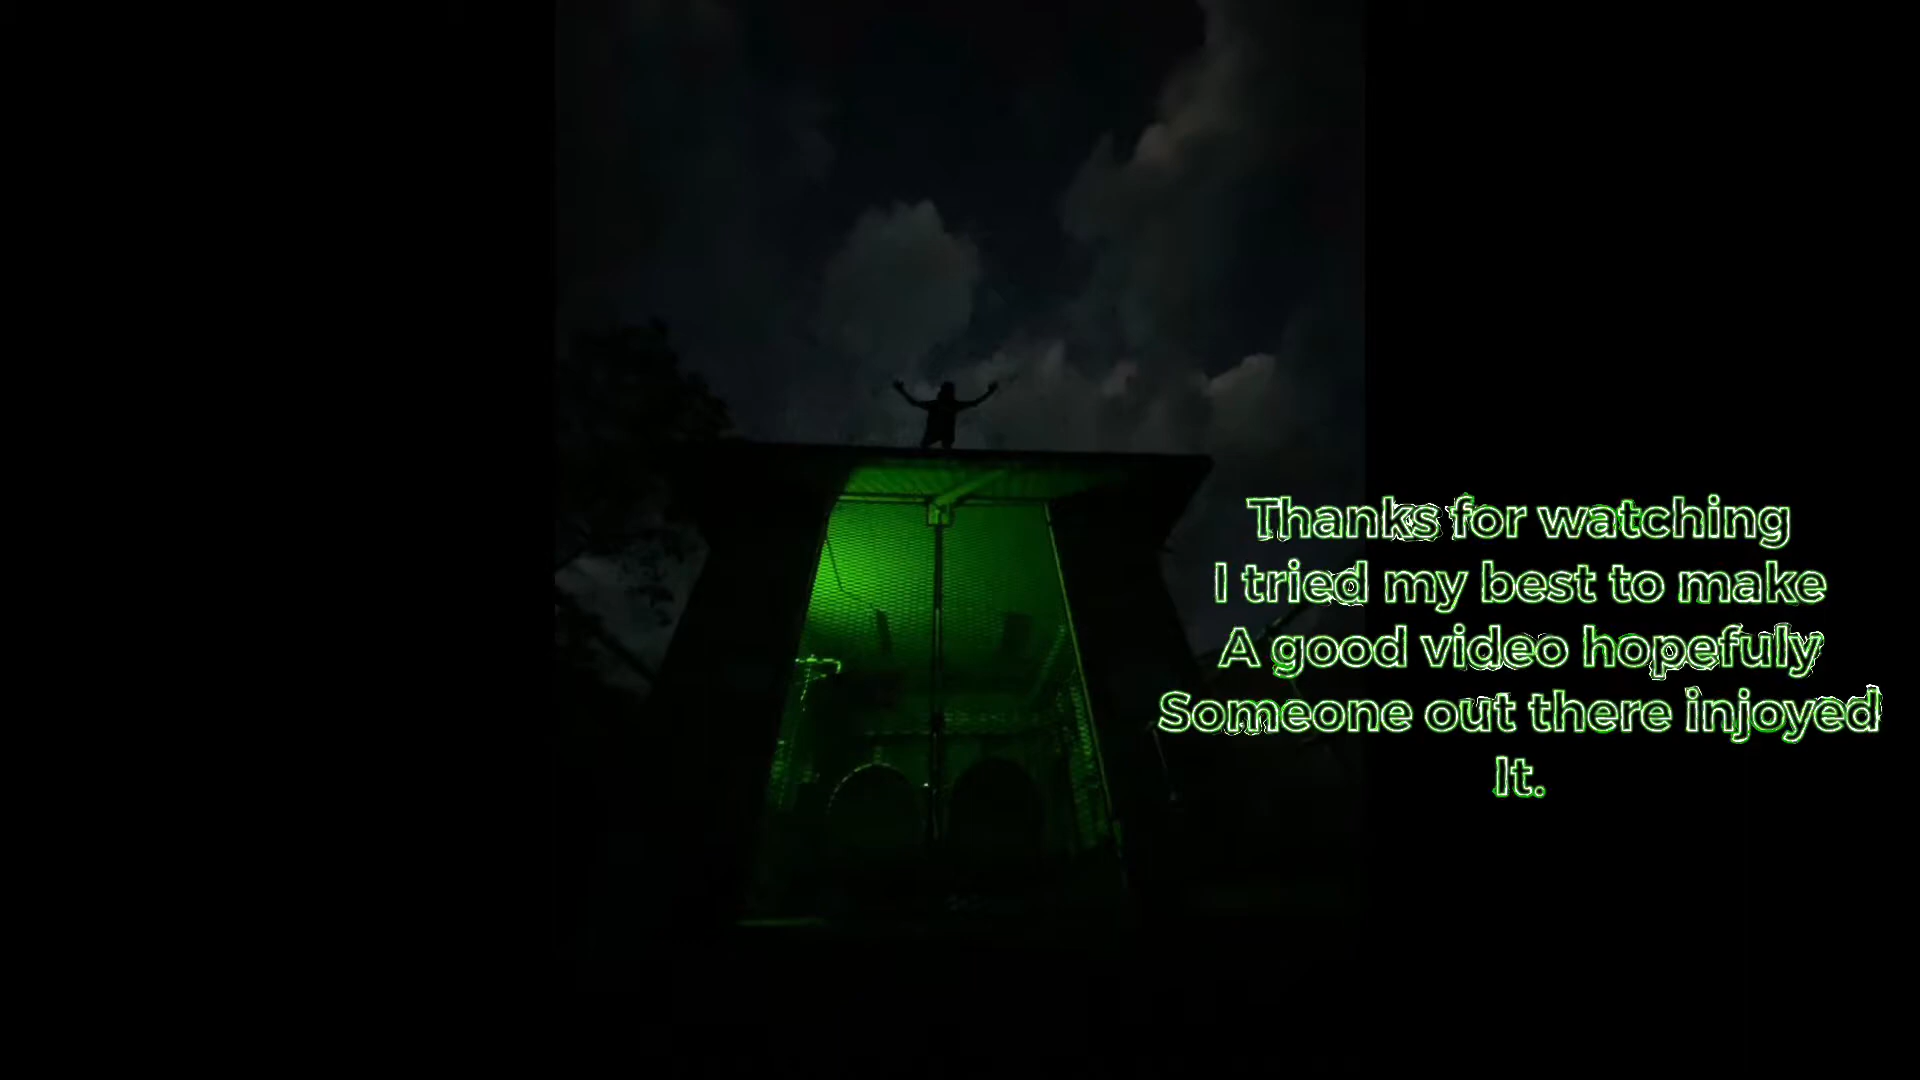 Thanks for watching
I tried my best to make
A good video hopefuly
Someone out there injoyed
It.